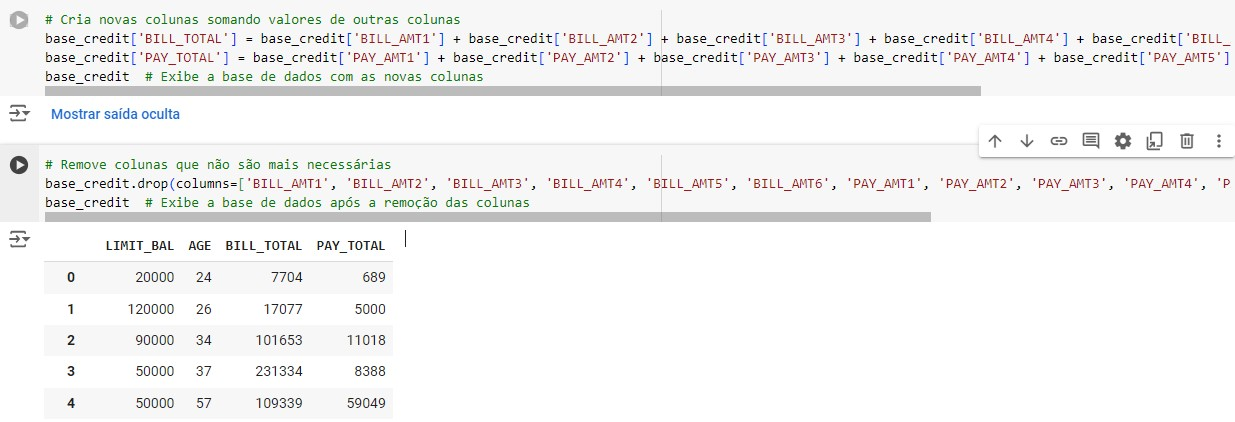 # Cria novas colunas somando valores de outras colunas
base_credit['BILL_TOTAL'] = base_credit['BILL_AMT1'] + base_credit['BILL_AMT2'] + base_credit['BILL_AMT3'] + base_credit['BILL_AMT4'] + base_credit['BILL_
base_credit['PAY_TOTAL'] = base_credit['PAY_AMT1'] + base_credit['PAY_AMT2'] + base_credit['PAY_AMT3'] + base_credit['PAY_AMT4'] + base_credit['PAY_AMT5']
base_credit # Exibe a base de dados com as novas colunas
Mostrar saída oculta
# Remove colunas que não são mais necessárias
base_credit.drop(columns=['BILL_AMT1', 'BILL_AMT2', 'BILL_AMT3', 'BILL_AMT4', 'BILL_AMT5', 'BILL_AMT6', 'PAY_AMT1', 'PAY_AMT2', 'PAY_AMT3', 'PAY_AMT4', 'P
base_credit # Exibe a base de dados após a remoção das colunas
LIMIT_BAL AGE BILL_TOTAL PAY_TOTAL
0 20000 24 7704 689
1 120000 26 17077 5000
2 90000 34 101653 11018
3 50000 37 231334 8388
4 50000 57 109339 59049